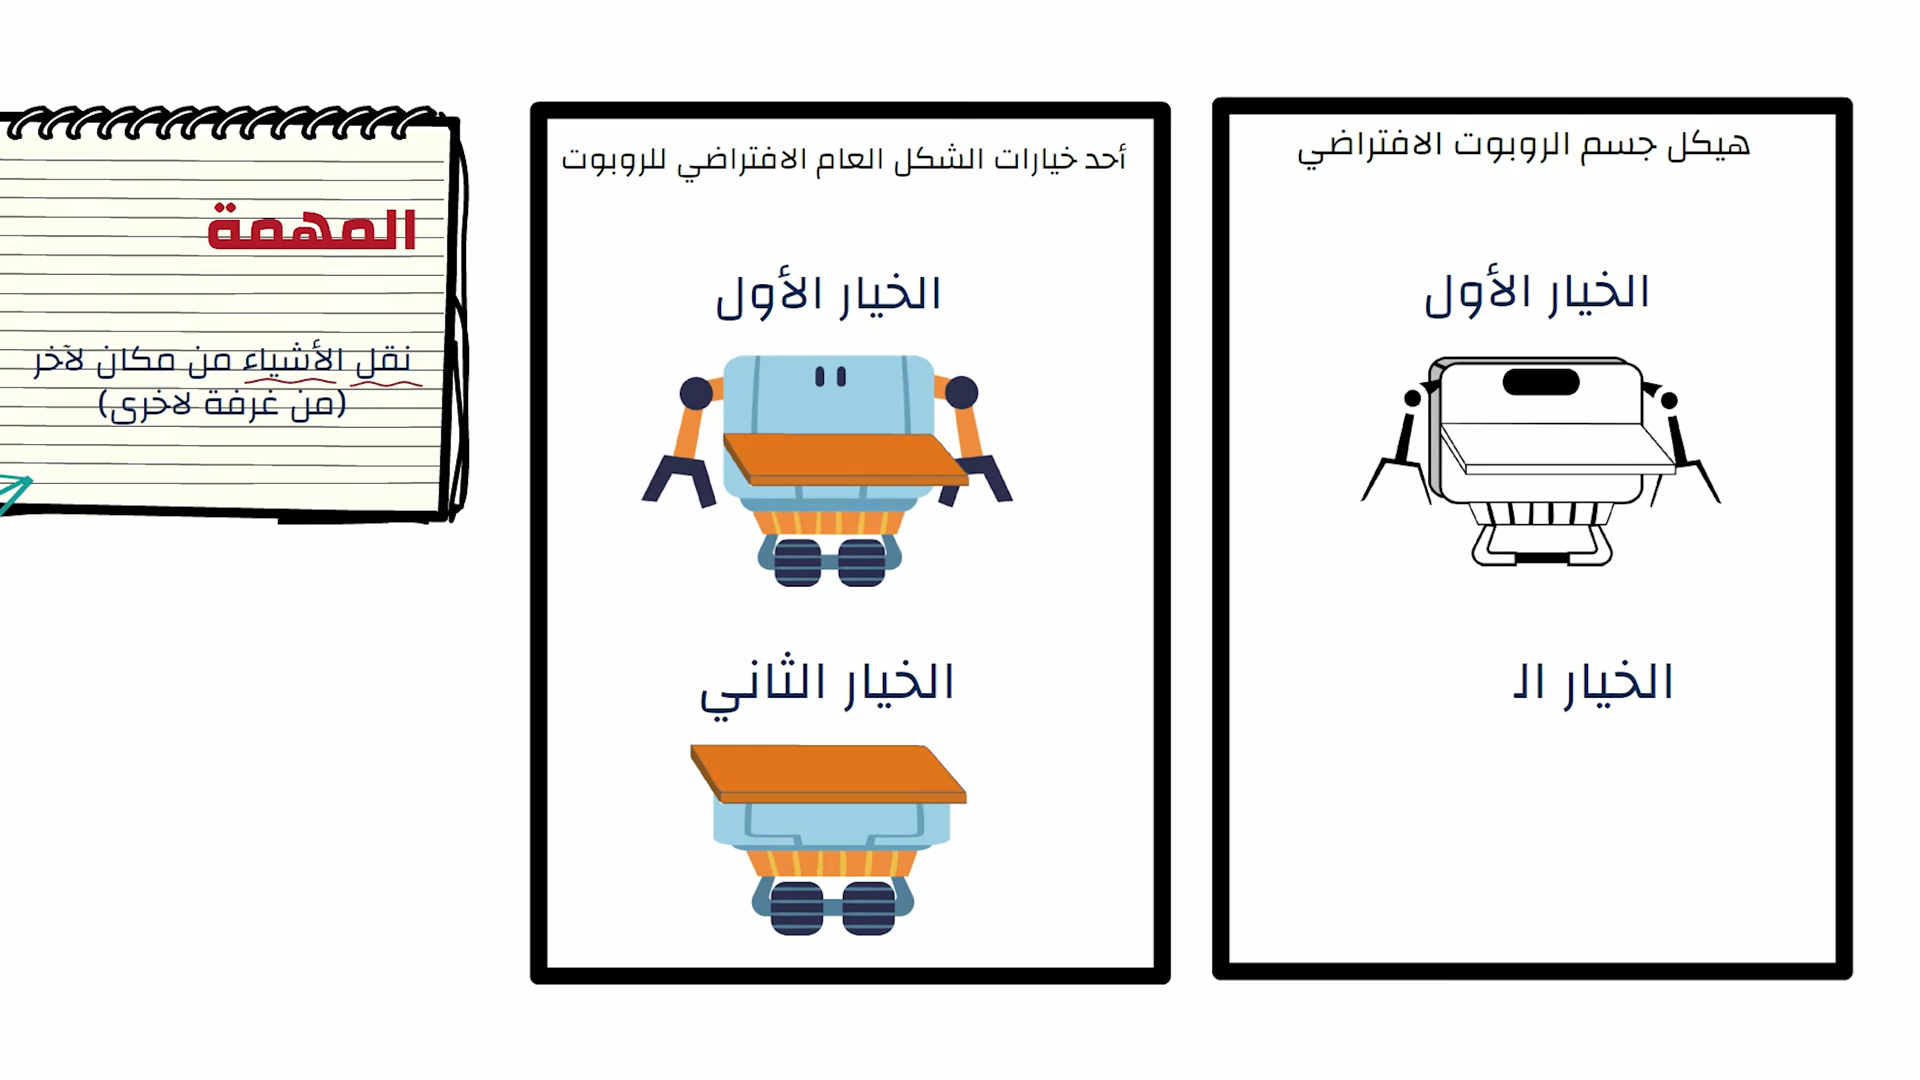 هيكل جسم الروبوت الافتراضي
الخيار الأول
الخيار الـ
أحد خيارات الشكل العام الافتراضي للروبوت
الخيار الأول
الخيار الثاني
المهمة
نقل الأشياء من مكان لآخر
(من غرفة لاخرى)